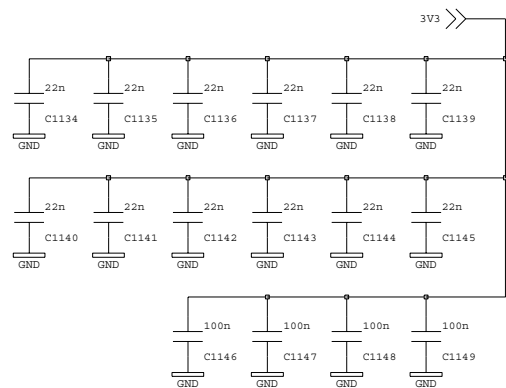 3V3
22n 22n 22n 22n 22n 22n
C1134 C1135 C1136 C1137 C1138 C1139
GND GND GND GND GND GND
22n 22n 22n 22n 22n 22n
C1140 C1141 C1142 C1143 C1144 C1145
GND GND GND GND GND GND
100n 100n 100n 100n
C1146 C1147 C1148 C1149
GND GND GND GND